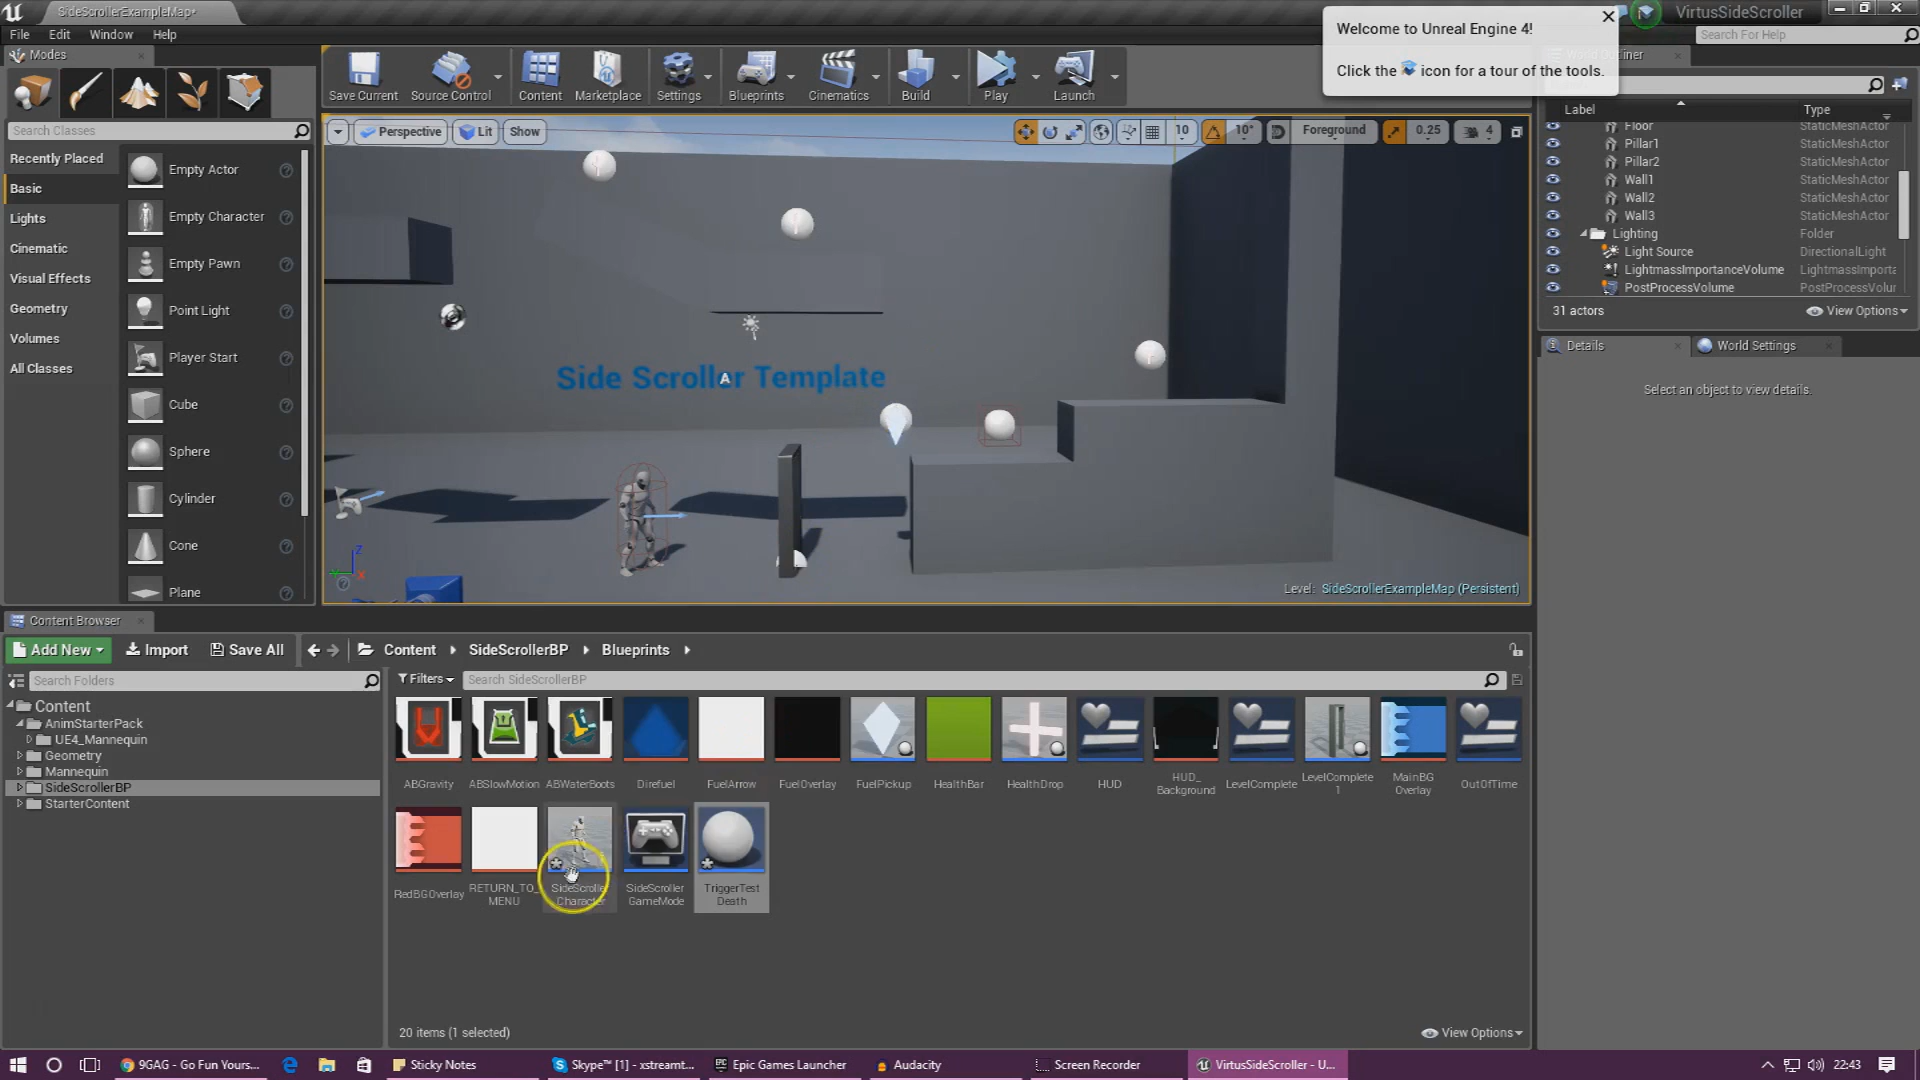 SideScrollerExampleMap*
VirtusSideScroller
File Edit Window Help
Search For Help
Welcome to Unreal Engine 4!
Click the icon for a tour of the tools.
Modes
World Outliner
Save Current
Source Control
Content
Marketplace
Settings
Blueprints
Cinematics
Build
Play
Launch
Search Classes
Recently Placed
Basic
Lights
Cinematic
Visual Effects
Geometry
Volumes
All Classes
Empty Actor
Empty Character
Empty Pawn
Point Light
Player Start
Cube
Sphere
Cylinder
Cone
Plane
Perspective Lit Show
10 10° Foreground 0.25 4
Side Scroller Template
A
Z
X
Level: SideScrollerExampleMap (Persistent)
Label Type
Floor StaticMeshActor
Pillar1 StaticMeshActor
Pillar2 StaticMeshActor
Wall1 StaticMeshActor
Wall2 StaticMeshActor
Wall3 StaticMeshActor
Lighting Folder
Light Source DirectionalLight
LightmassImportanceVolume LightmassImporta
PostProcessVolume PostProcessVolur
31 actors View Options
Details World Settings
Select an object to view details.
Content Browser
Add New Import Save All Content SideScrollerBP Blueprints
Search Folders
Filters Search SideScrollerBP
Content
AnimStarterPack
UE4_Mannequin
Geometry
Mannequin
SideScrollerBP
StarterContent
ABGravity
ABSlowMotion
ABWaterBoots
Direfuel
FuelArrow
FuelOverlay
FuelPickup
HealthBar
HealthDrop
HUD
HUD_
Background
LevelComplete
LevelComplete
1
MainBG
Overlay
OutOfTime
RedBGOverlay
RETURN_TO_
MENU
SideScroller
Character
SideScroller
GameMode
TriggerTest
Death
20 items (1 selected) View Options
9GAG - Go Fun Yours...
Sticky Notes
Skype™ [1] - xstreamt...
Epic Games Launcher
Audacity
Screen Recorder
VirtusSideScroller - U...
22:43